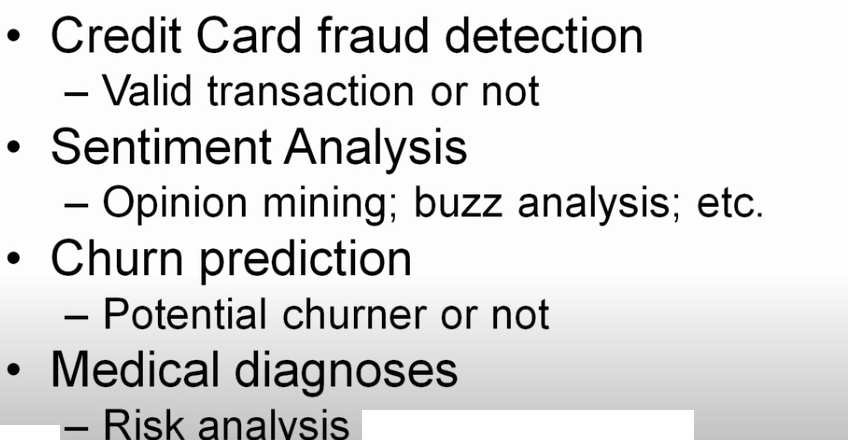 • Credit Card fraud detection
– Valid transaction or not
• Sentiment Analysis
– Opinion mining; buzz analysis; etc.
• Churn prediction
– Potential churner or not
• Medical diagnoses
– Risk analysis